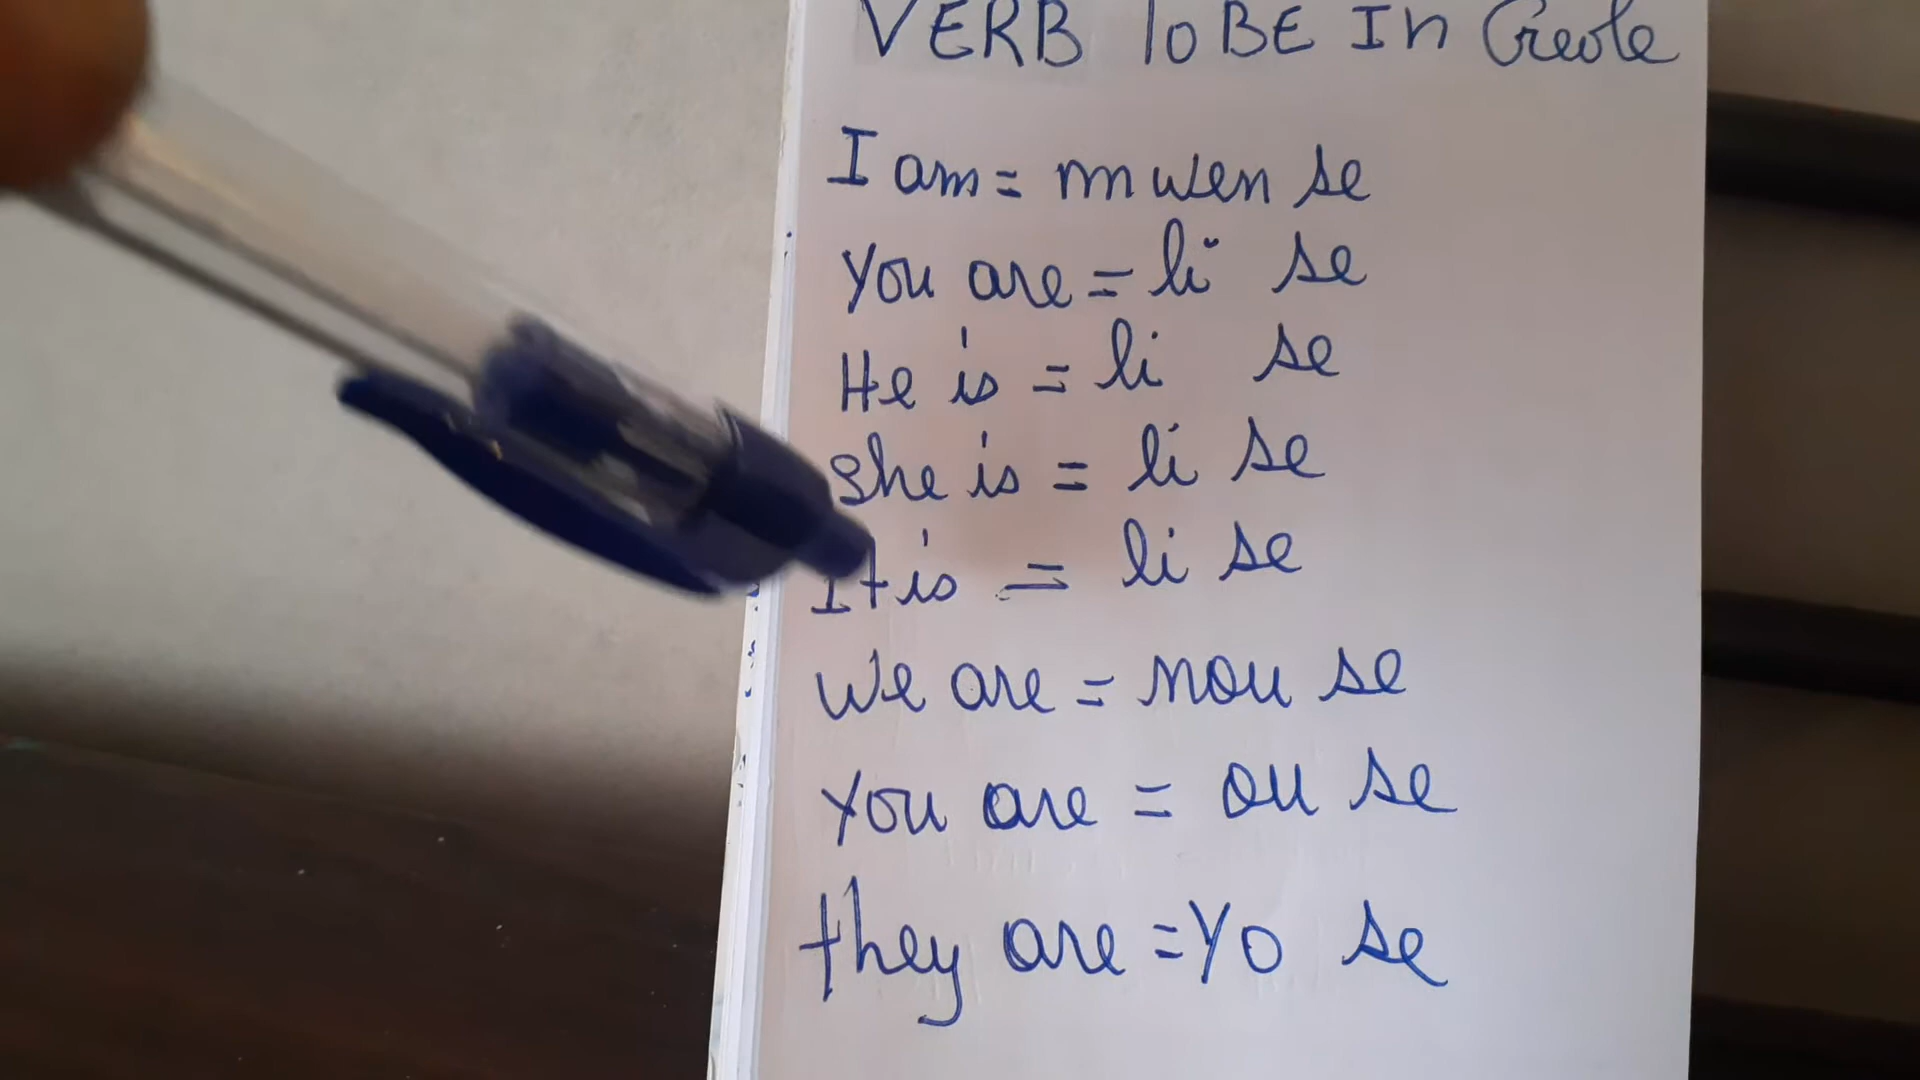 VERB To BE In Creole
I am = mwen se
You are = li se
He is = li se
She is = li se
It is = li se
We are = nou se
You are = ou se
they are = Yo se